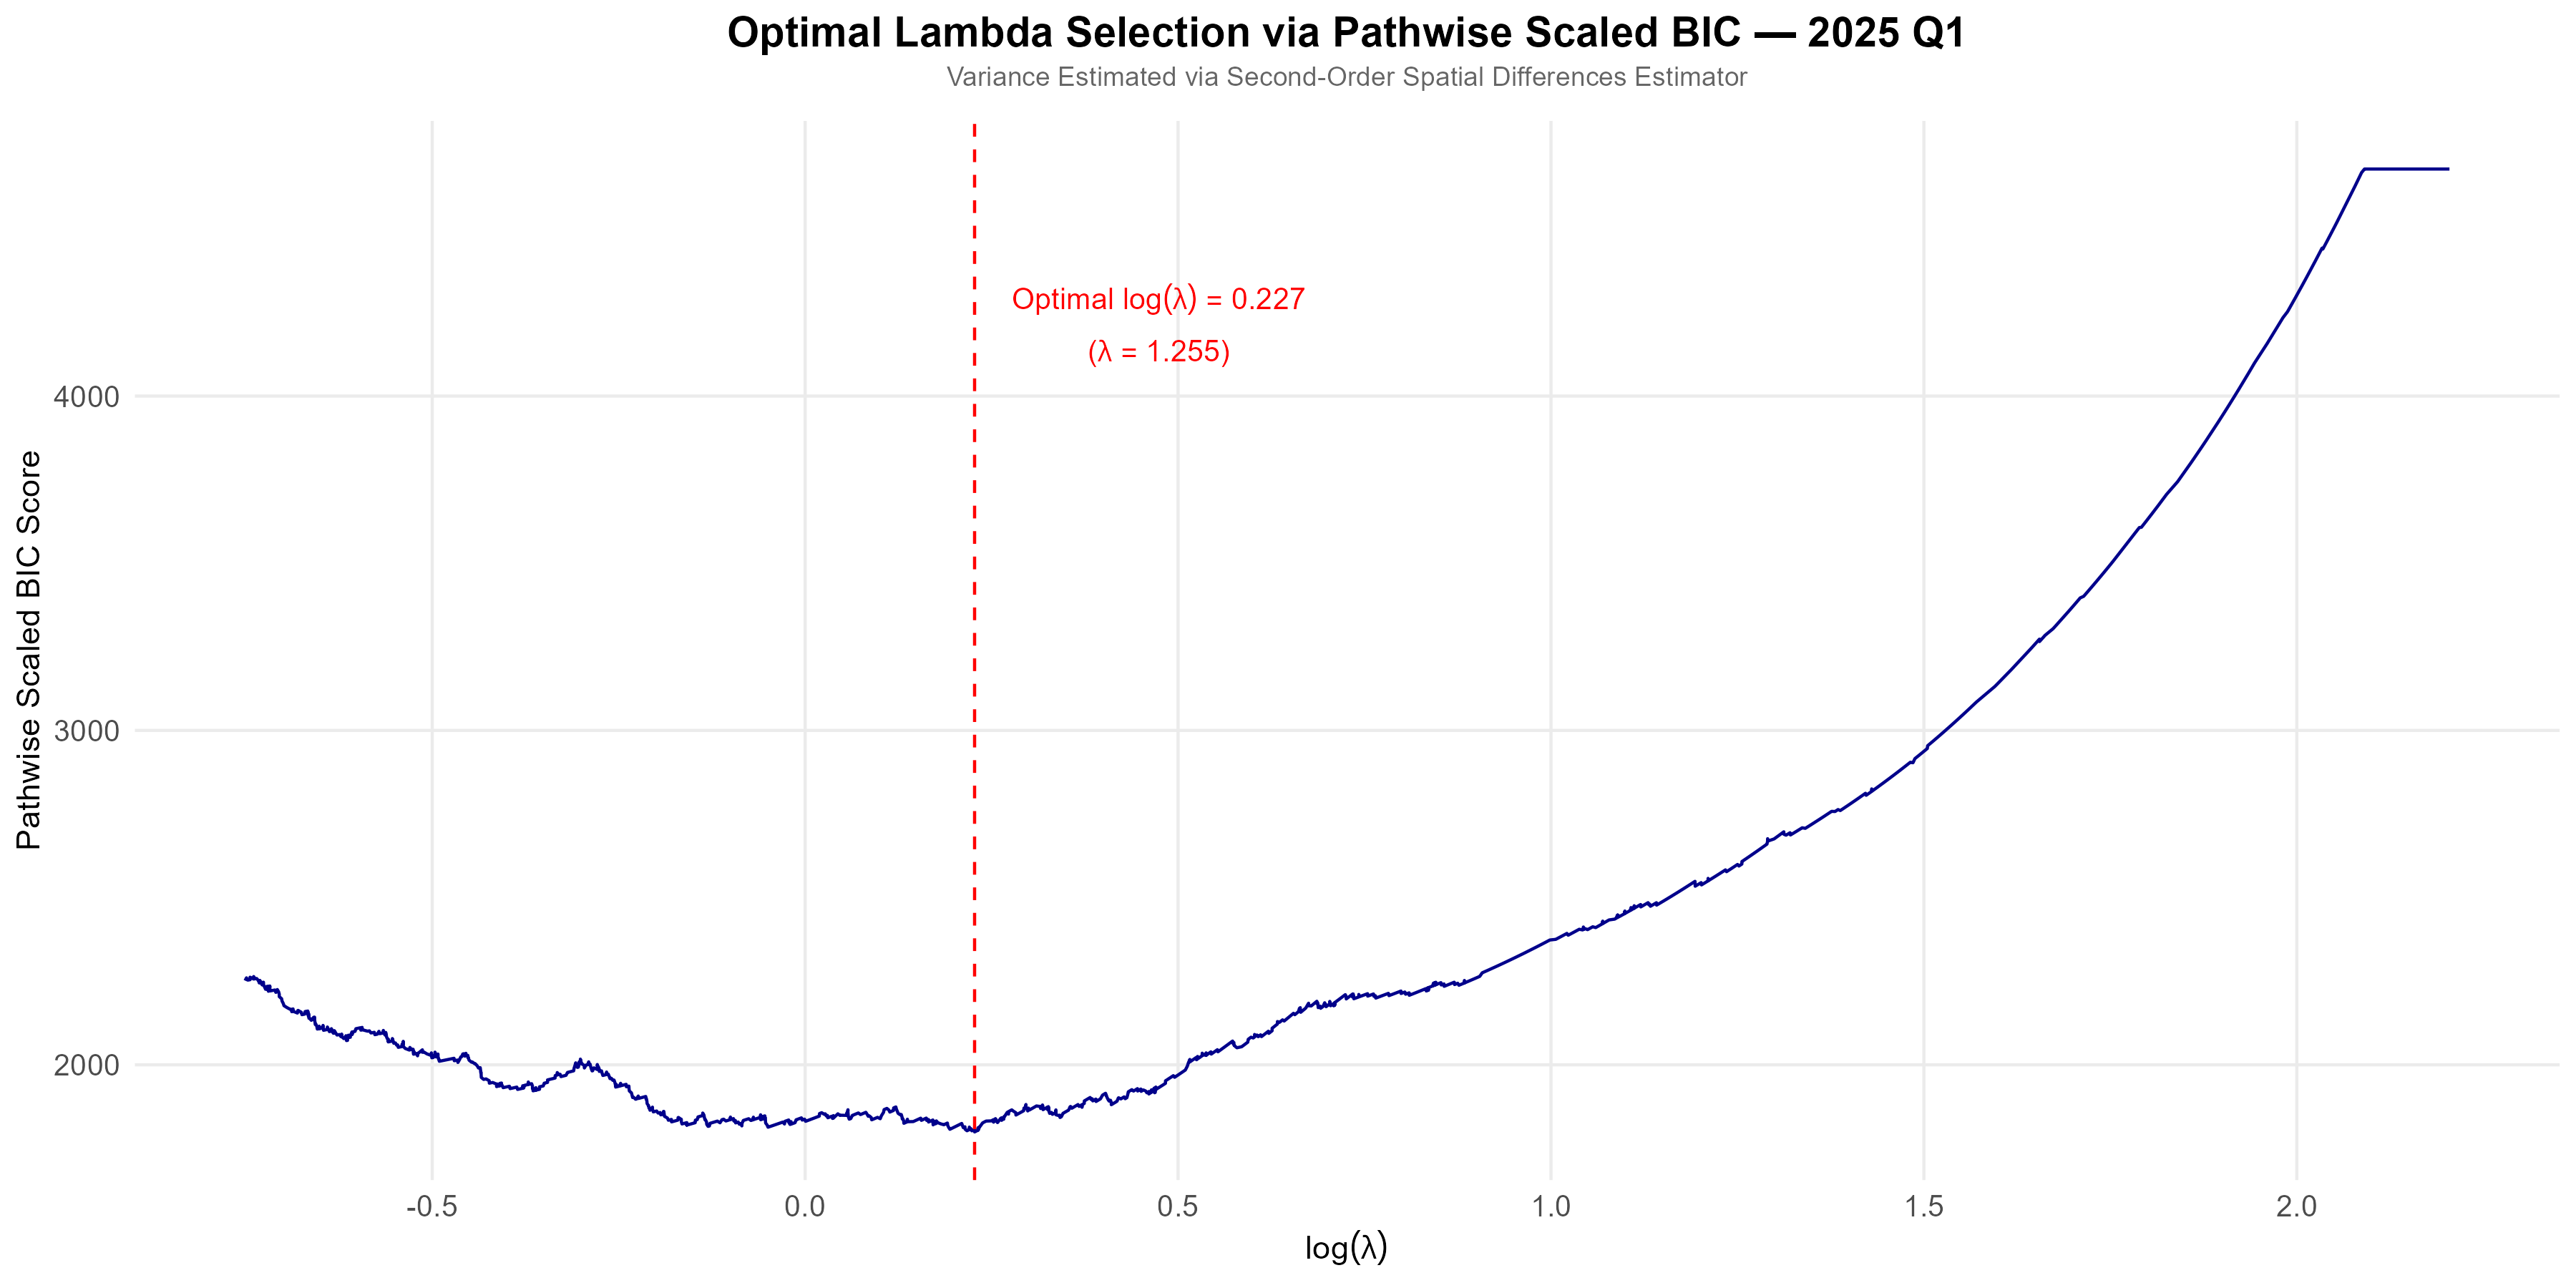 Optimal Lambda Selection via Pathwise Scaled BIC — 2025 Q1
Variance Estimated via Second-Order Spatial Differences Estimator
Optimal log(λ) = 0.227
(λ = 1.255)
Pathwise Scaled BIC Score
4000
3000
2000
-0.5
0.0
0.5
1.0
1.5
2.0
log(λ)